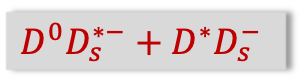 $D^0 D_s^{*-} + D^* D_s^-$